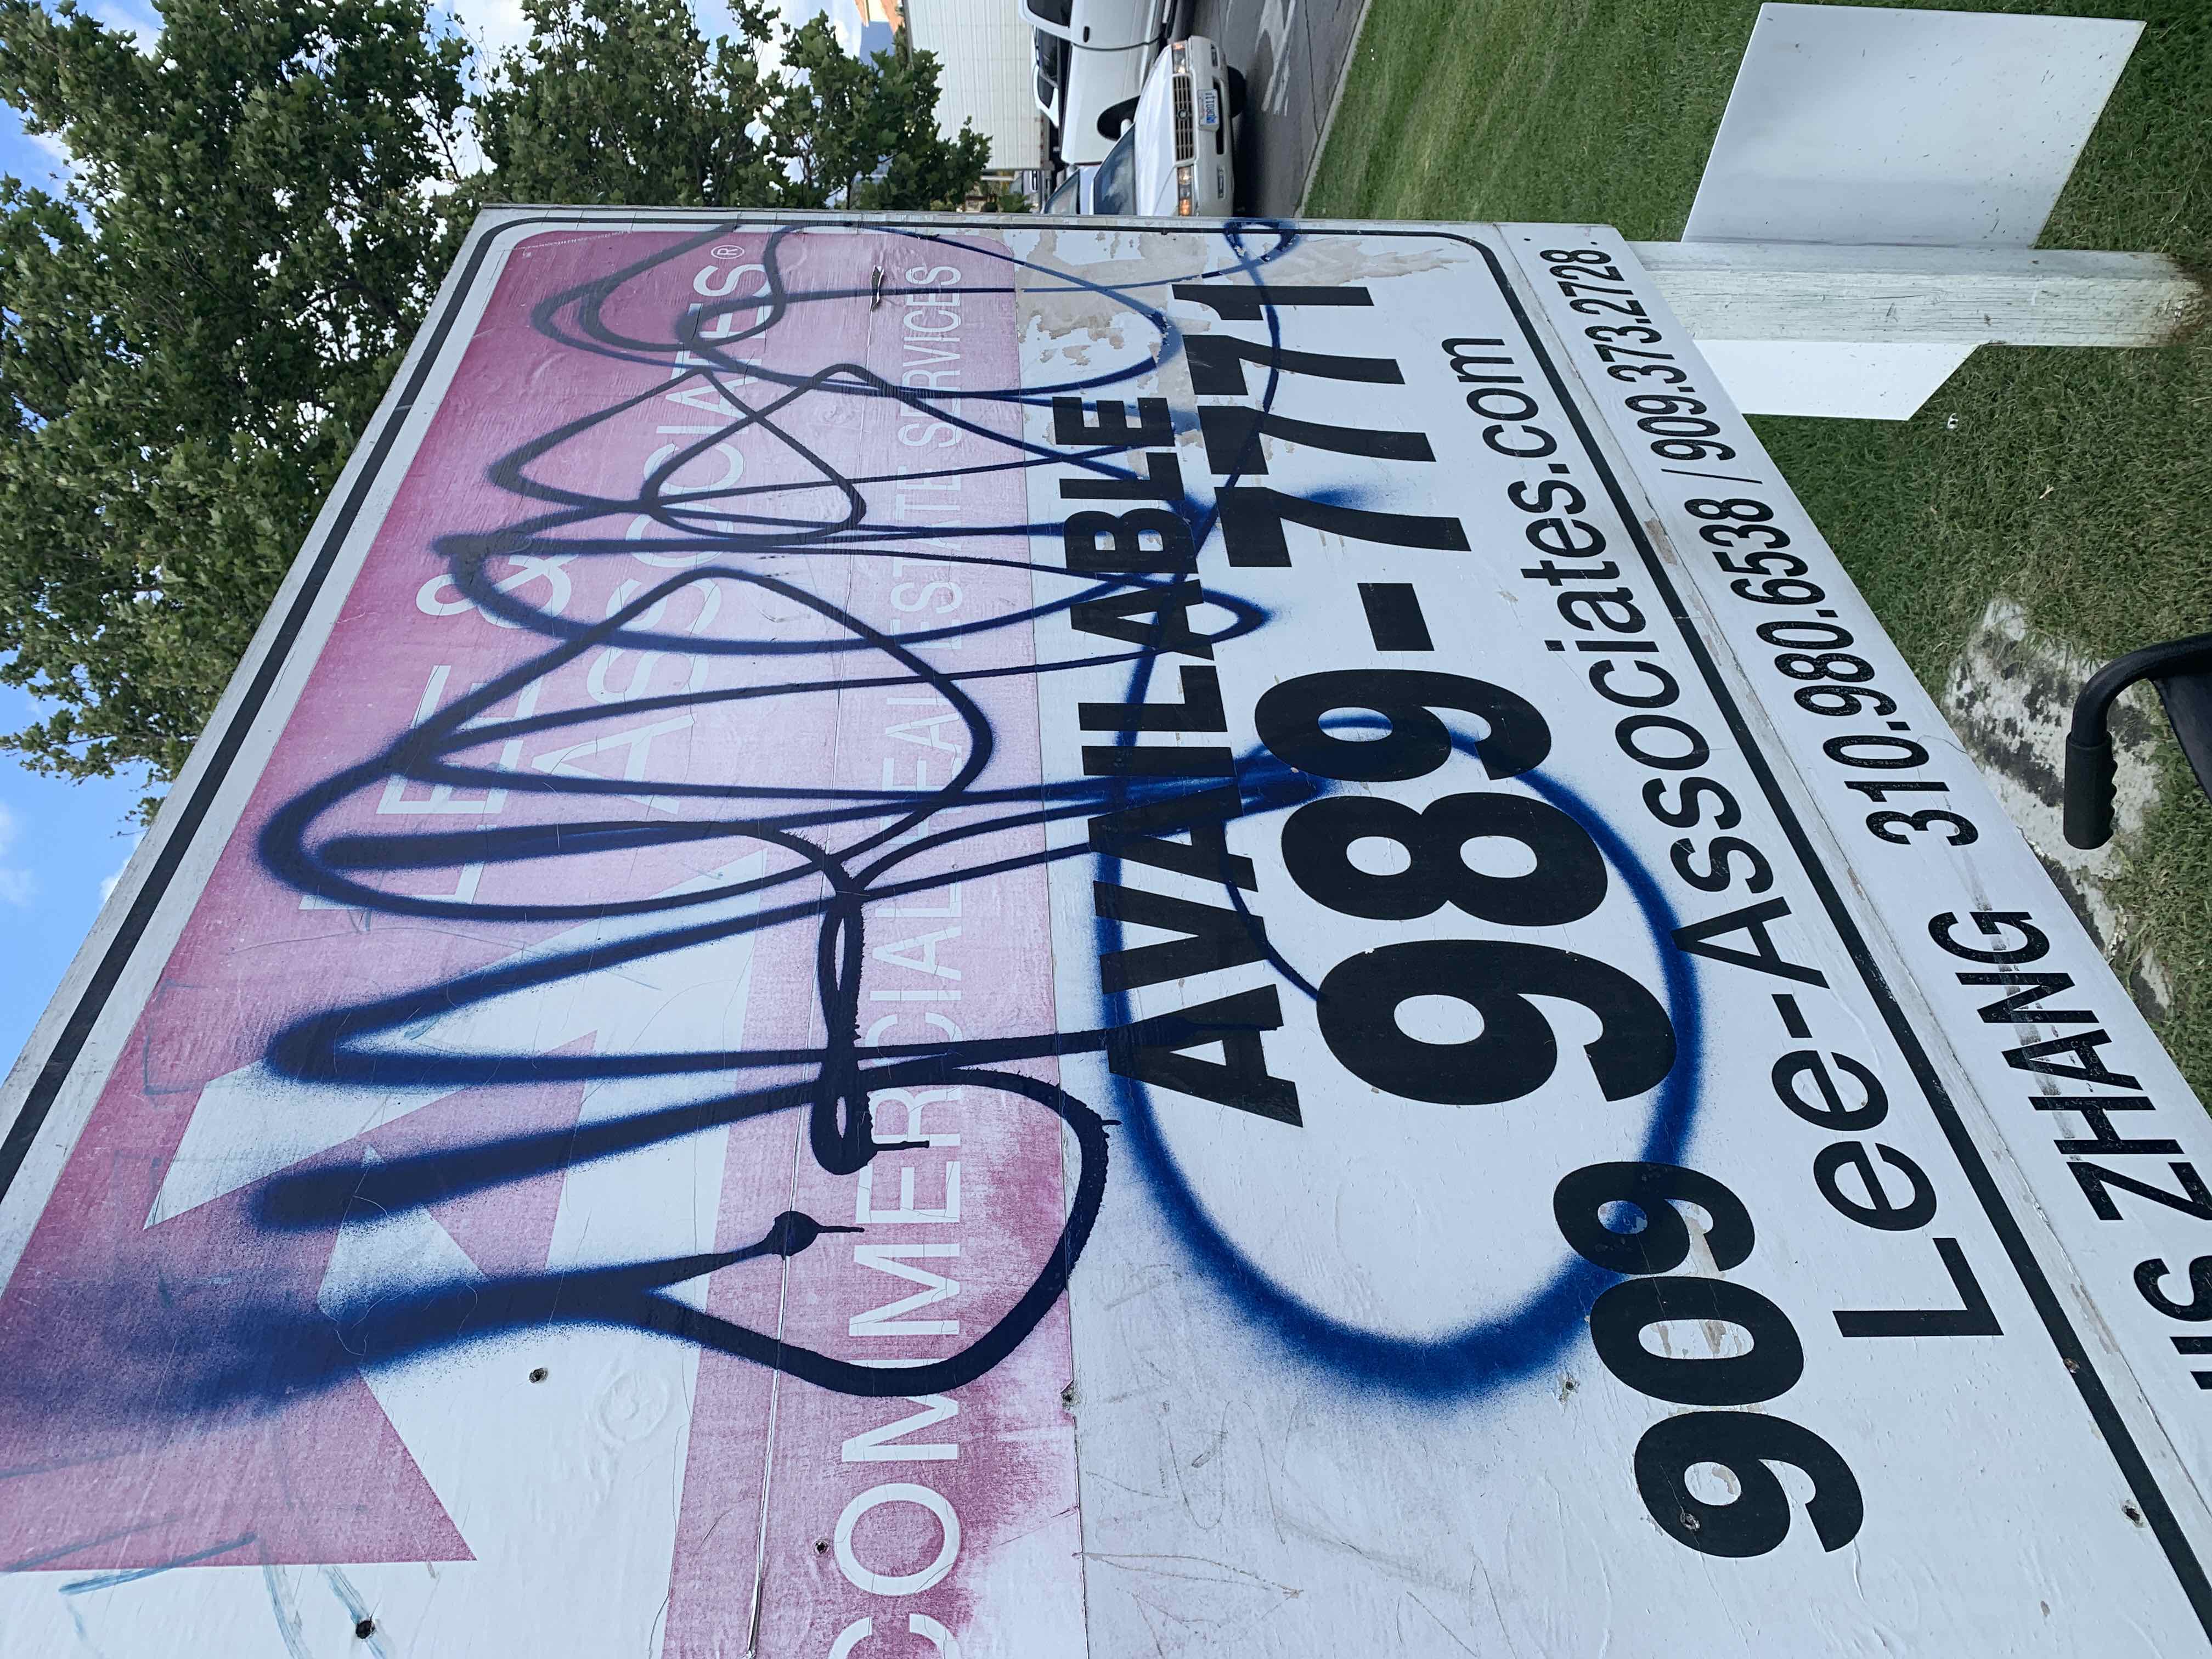 LEE &
ASSOCIATES®
COMMERCIAL REAL ESTATE SERVICES
AVAILABLE
909 989-7771
Lee-Associates.com
ZHANG 310.980.6538 / 909.373.2728